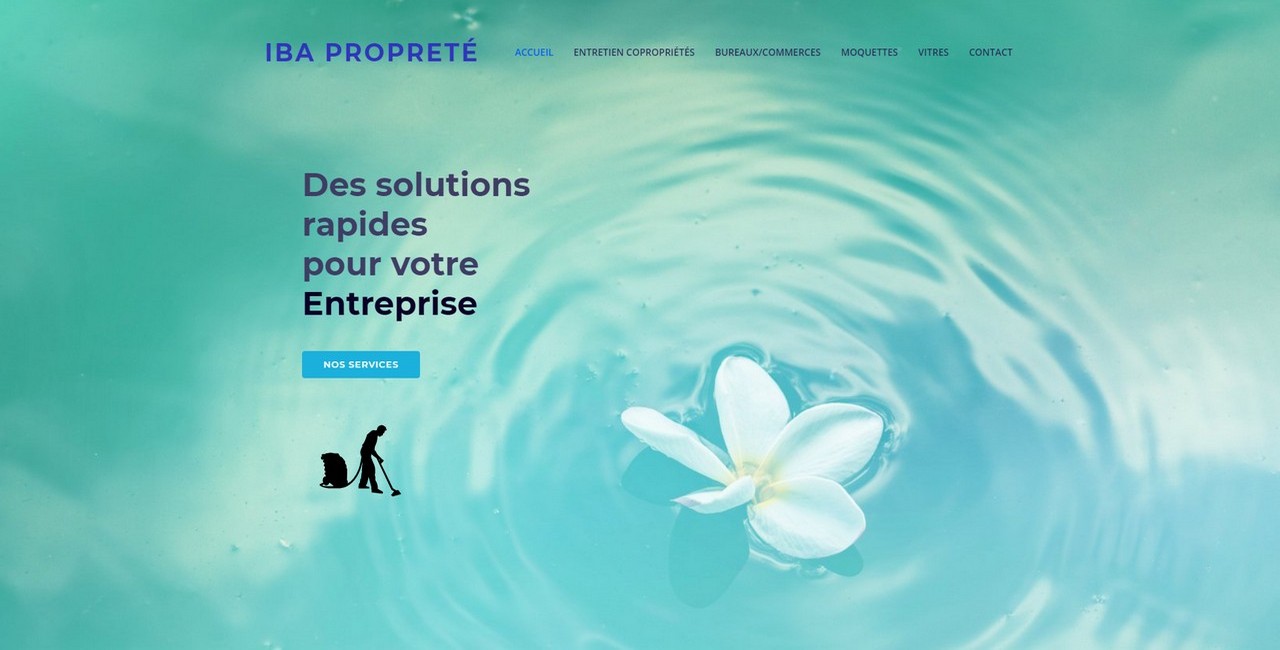 IBA PROPRETÉ
ACCUEIL
ENTRETIEN COPROPRIÉTÉS
BUREAUX/COMMERCES
MOQUETTES
VITRES
CONTACT
Des solutions
rapides
pour votre
Entreprise
NOS SERVICES